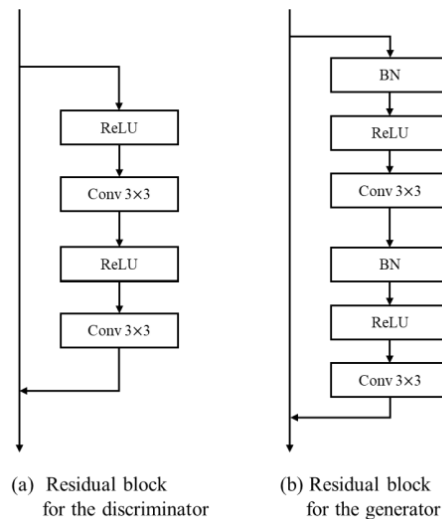 ReLU
Conv 3×3
ReLU
Conv 3×3
(a) Residual block
for the discriminator
BN
ReLU
Conv 3×3
BN
ReLU
Conv 3×3
(b) Residual block
for the generator